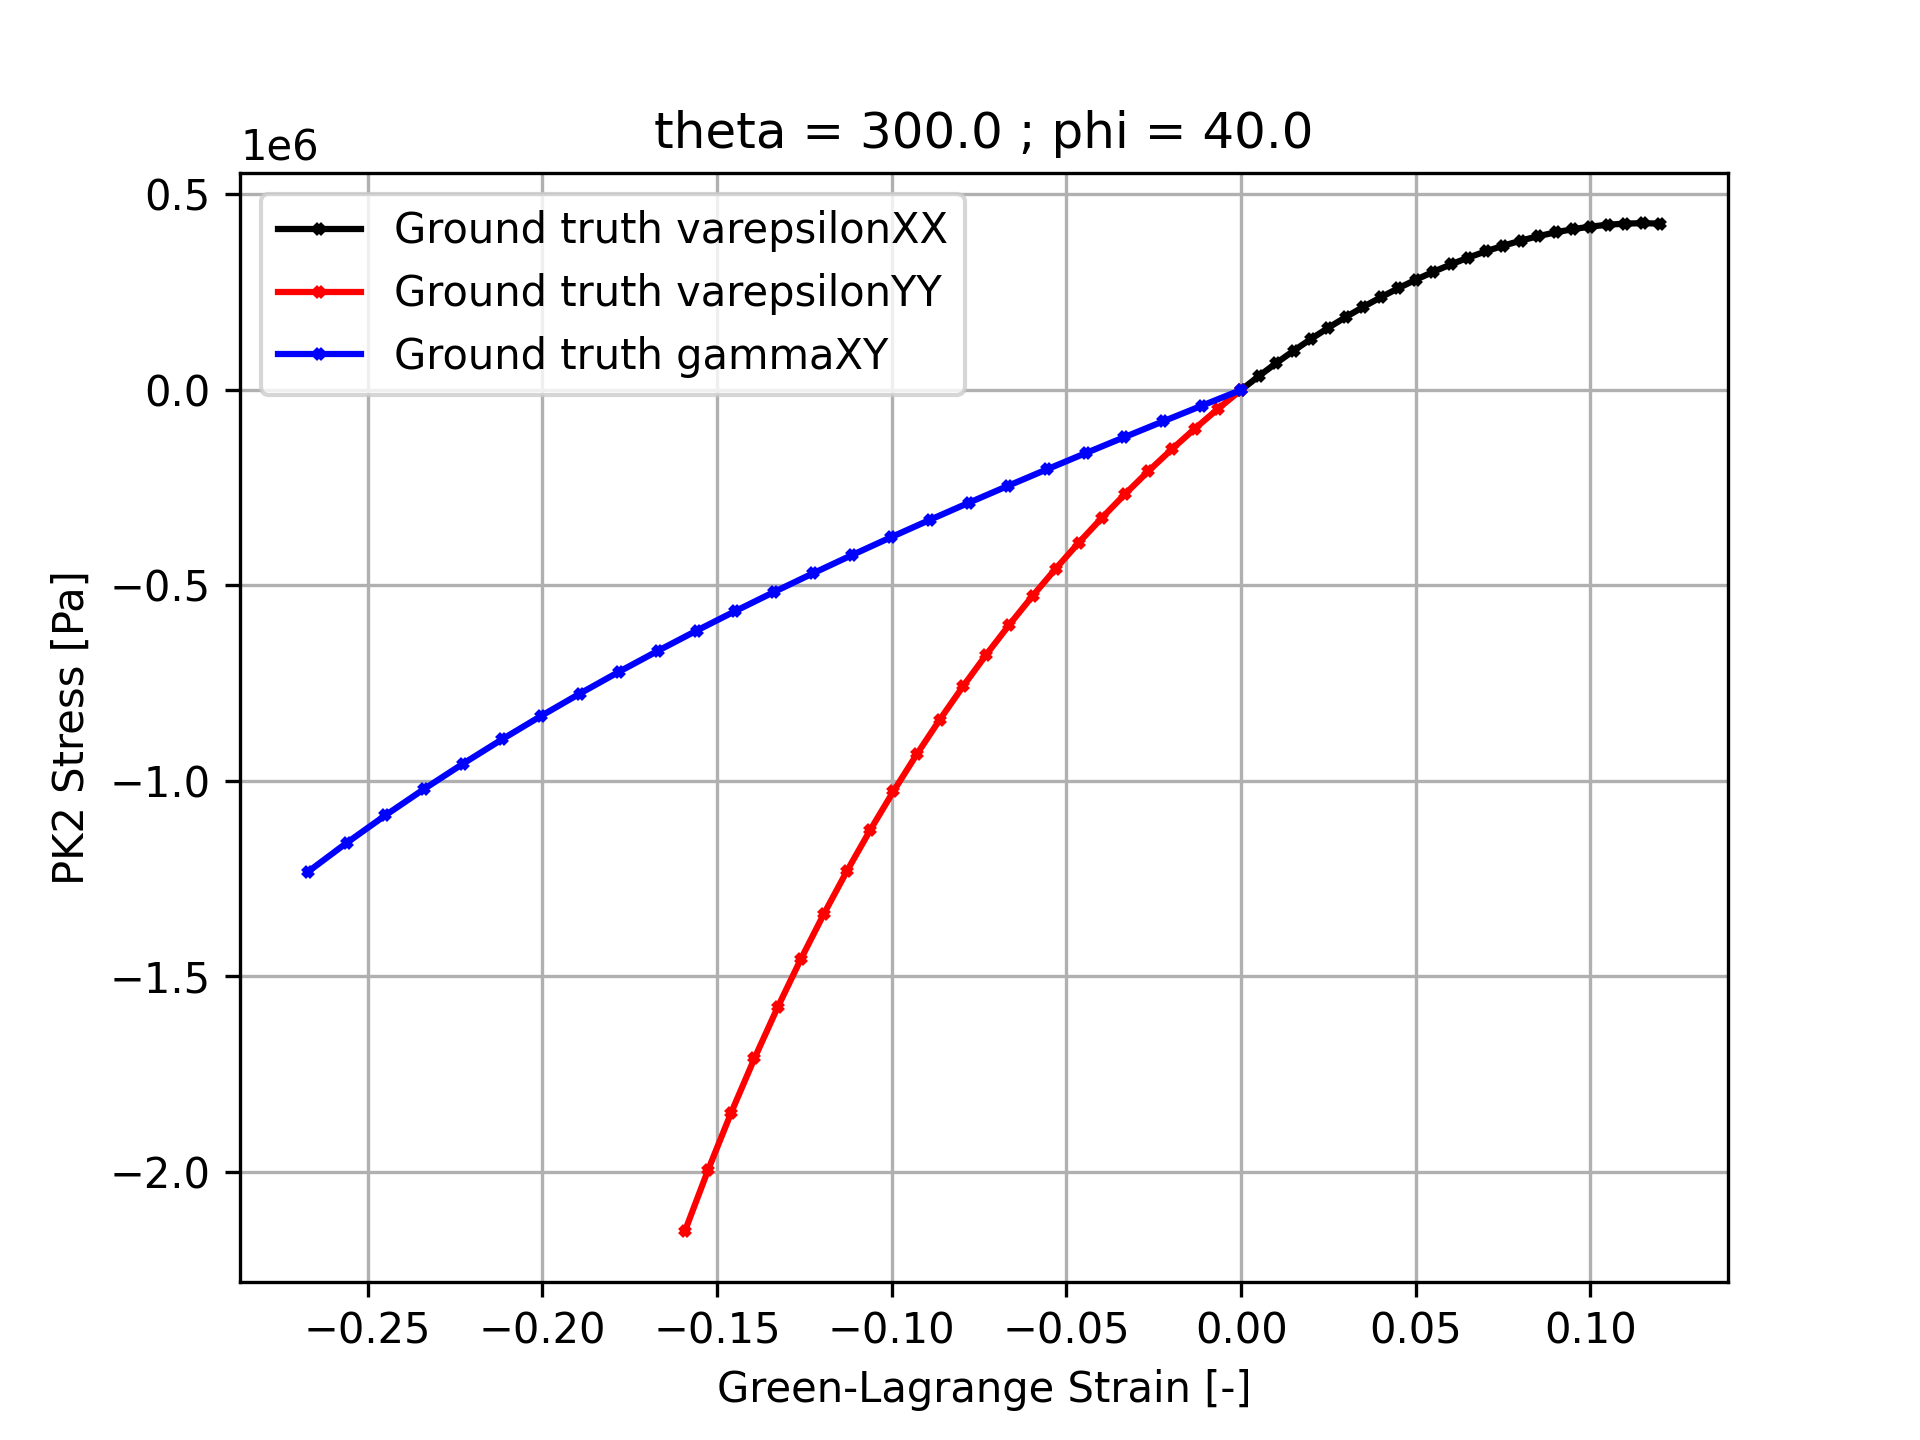 theta = 300.0 ; phi = 40.0
1e6
0.5
0.0
−0.5
−1.0
−1.5
−2.0
PK2 Stress [Pa]
Ground truth varepsilonXX
Ground truth varepsilonYY
Ground truth gammaXY
−0.25 −0.20 −0.15 −0.10 −0.05 0.00 0.05 0.10
Green-Lagrange Strain [-]